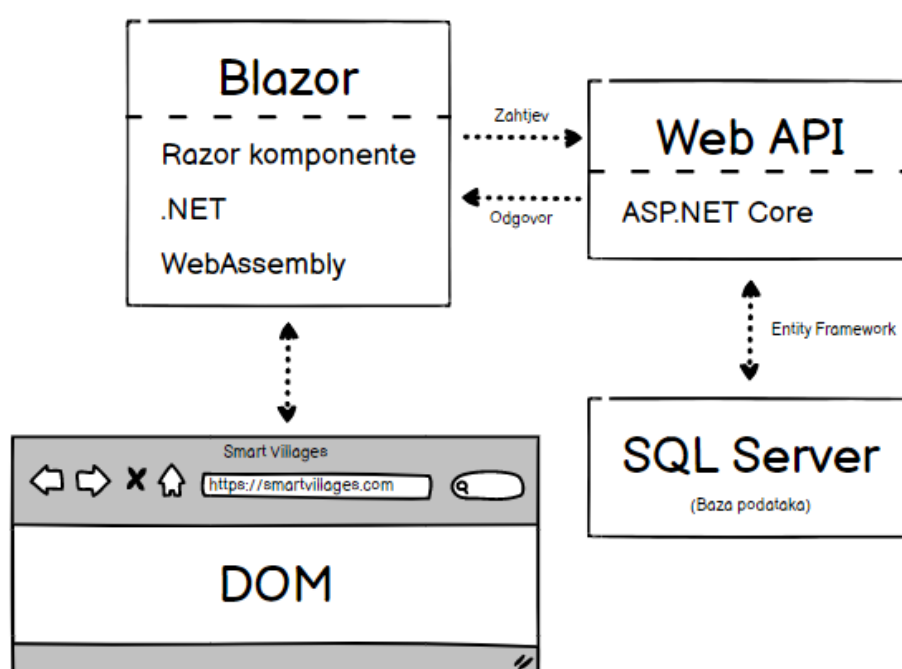 Blazor
Razor komponente
.NET
WebAssembly
Zahtjev
Odgovor
Web API
ASP.NET Core
Entity Framework
SQL Server
(Baza podataka)
Smart Villages
https://smartvillages.com
DOM